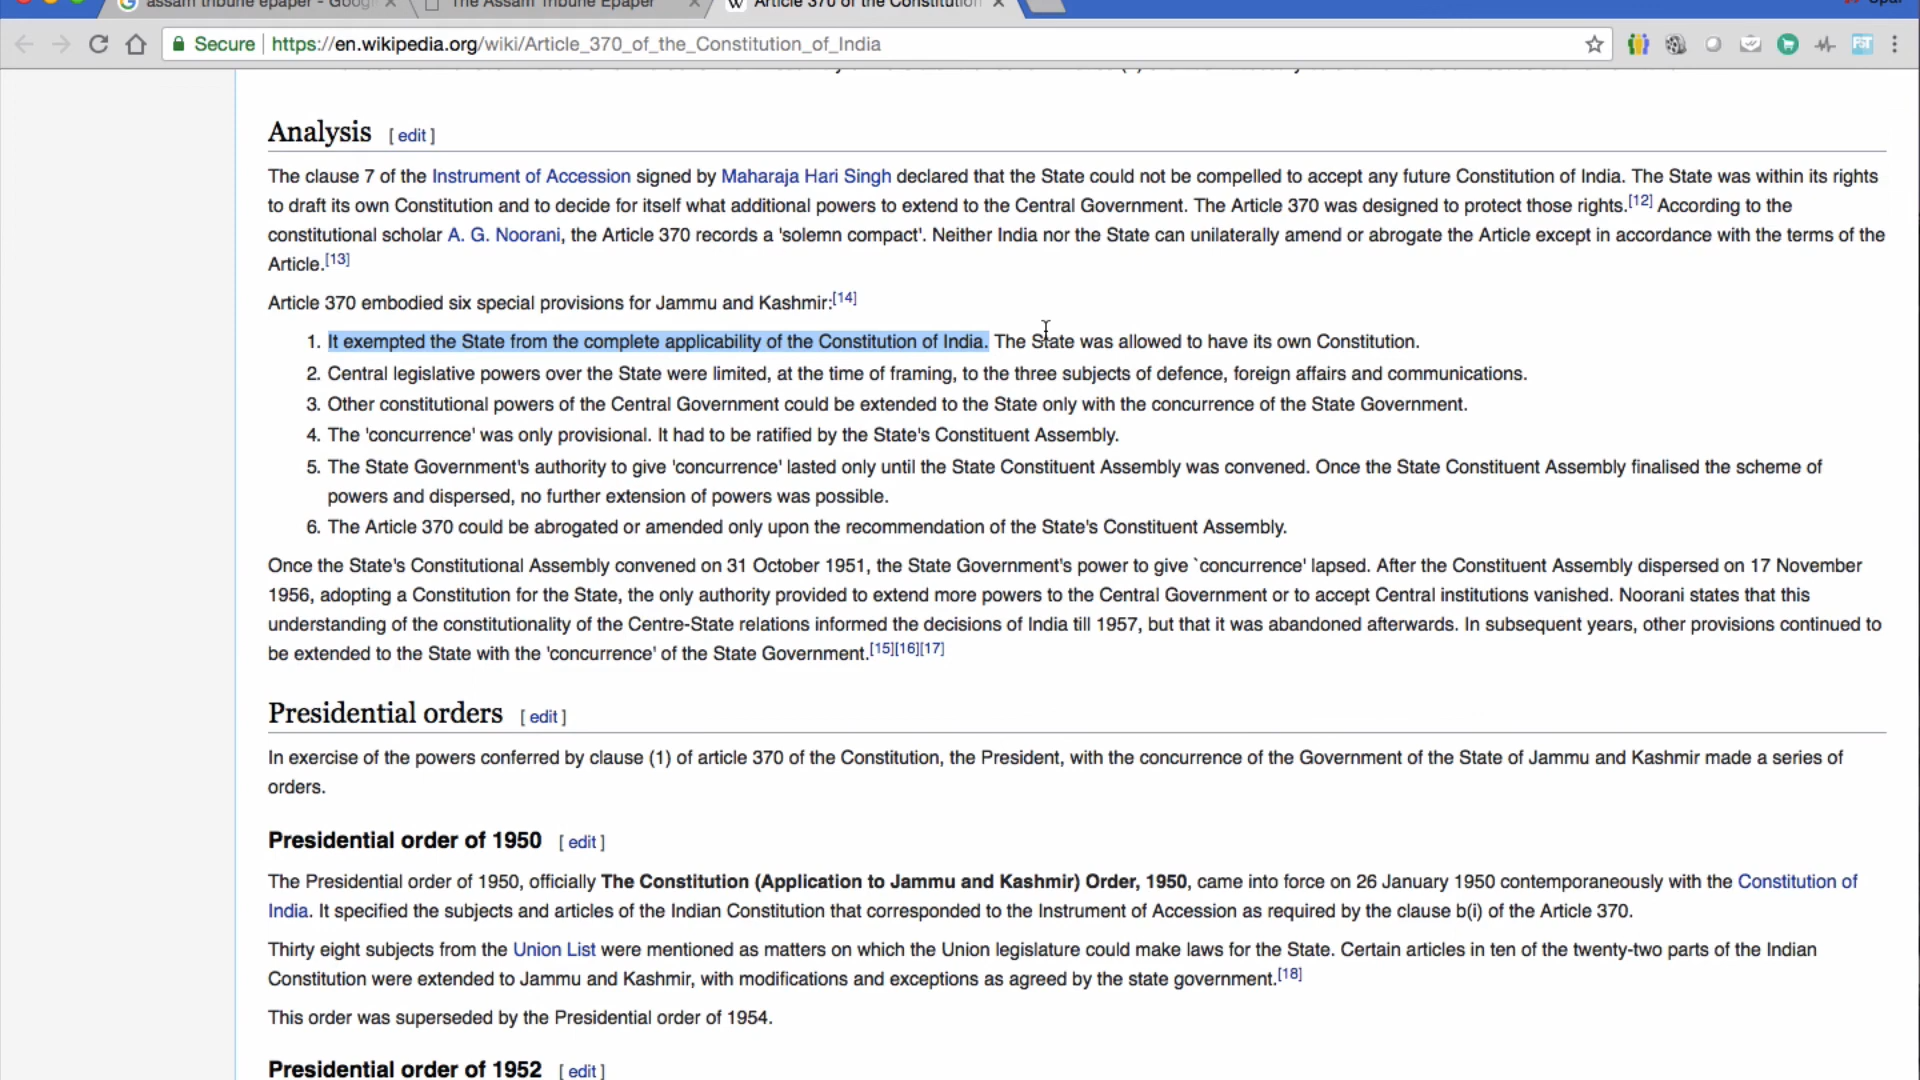 assam tribune epaper - Goog
The Assam Tribune Epaper
Article 370 of the Constitution
Secure
https://en.wikipedia.org/wiki/Article_370_of_the_Constitution_of_India
Analysis [ edit ]
The clause 7 of the Instrument of Accession signed by Maharaja Hari Singh declared that the State could not be compelled to accept any future Constitution of India. The State was within its rights
to draft its own Constitution and to decide for itself what additional powers to extend to the Central Government. The Article 370 was designed to protect those rights.[12] According to the
constitutional scholar A. G. Noorani, the Article 370 records a 'solemn compact'. Neither India nor the State can unilaterally amend or abrogate the Article except in accordance with the terms of the
Article.[13]
Article 370 embodied six special provisions for Jammu and Kashmir:[14]
1. It exempted the State from the complete applicability of the Constitution of India. The State was allowed to have its own Constitution.
2. Central legislative powers over the State were limited, at the time of framing, to the three subjects of defence, foreign affairs and communications.
3. Other constitutional powers of the Central Government could be extended to the State only with the concurrence of the State Government.
4. The 'concurrence' was only provisional. It had to be ratified by the State's Constituent Assembly.
5. The State Government's authority to give 'concurrence' lasted only until the State Constituent Assembly was convened. Once the State Constituent Assembly finalised the scheme of
powers and dispersed, no further extension of powers was possible.
6. The Article 370 could be abrogated or amended only upon the recommendation of the State's Constituent Assembly.
Once the State's Constitutional Assembly convened on 31 October 1951, the State Government's power to give `concurrence' lapsed. After the Constituent Assembly dispersed on 17 November
1956, adopting a Constitution for the State, the only authority provided to extend more powers to the Central Government or to accept Central institutions vanished. Noorani states that this
understanding of the constitutionality of the Centre-State relations informed the decisions of India till 1957, but that it was abandoned afterwards. In subsequent years, other provisions continued to
be extended to the State with the 'concurrence' of the State Government.[15][16][17]
Presidential orders [ edit ]
In exercise of the powers conferred by clause (1) of article 370 of the Constitution, the President, with the concurrence of the Government of the State of Jammu and Kashmir made a series of
orders.
Presidential order of 1950 [ edit ]
The Presidential order of 1950, officially The Constitution (Application to Jammu and Kashmir) Order, 1950, came into force on 26 January 1950 contemporaneously with the Constitution of
India. It specified the subjects and articles of the Indian Constitution that corresponded to the Instrument of Accession as required by the clause b(i) of the Article 370.
Thirty eight subjects from the Union List were mentioned as matters on which the Union legislature could make laws for the State. Certain articles in ten of the twenty-two parts of the Indian
Constitution were extended to Jammu and Kashmir, with modifications and exceptions as agreed by the state government.[18]
This order was superseded by the Presidential order of 1954.
Presidential order of 1952 [ edit ]